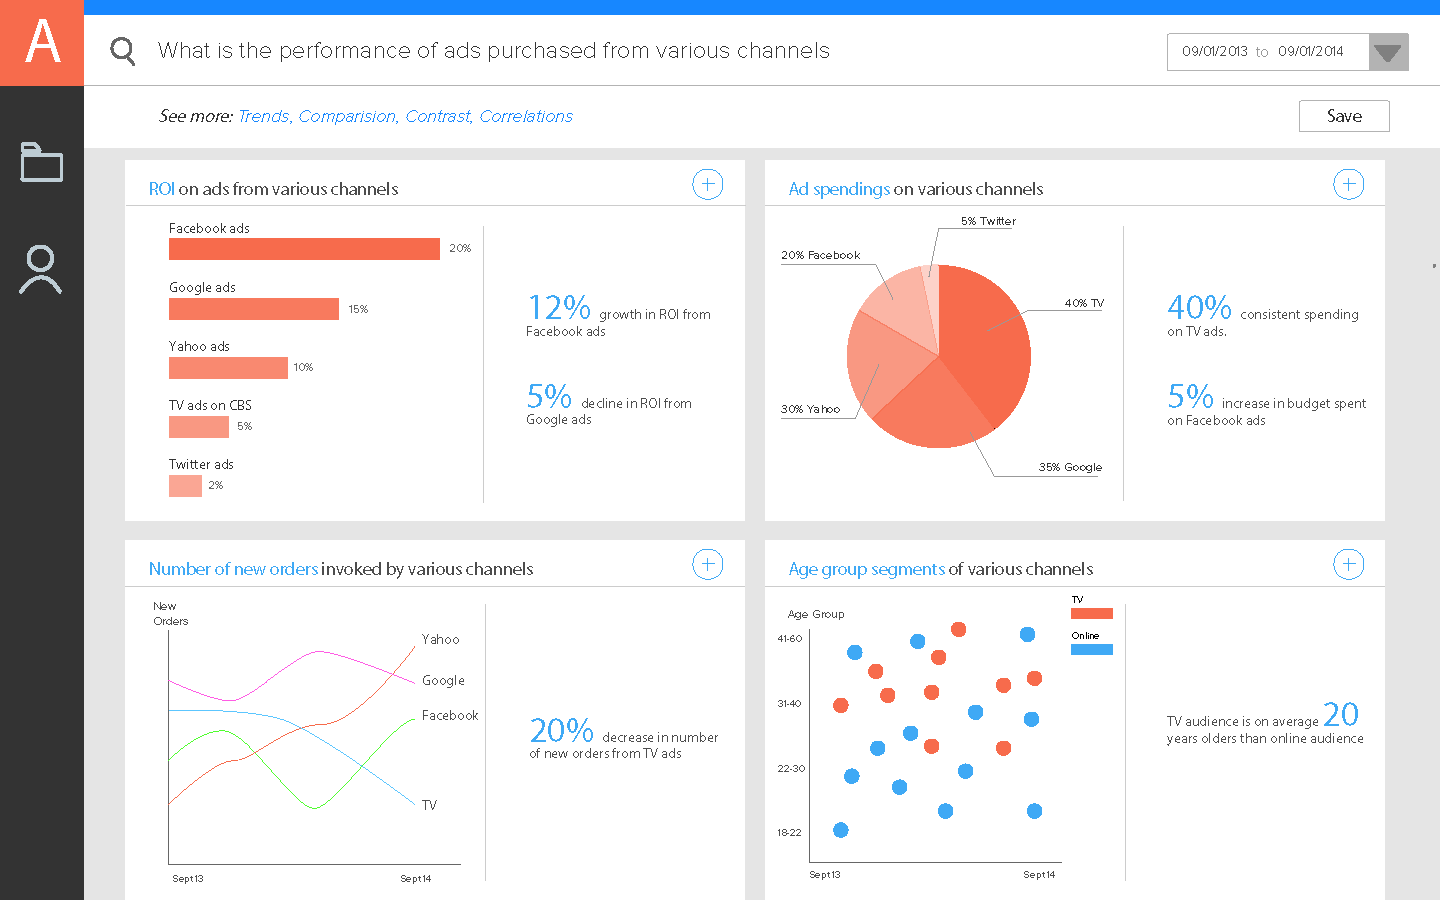 A
What is the performance of ads purchased from various channels
09/01/2013 to 09/01/2014
See more: Trends, Comparision, Contrast, Correlations
Save
ROI on ads from various channels
Facebook ads
20%
Google ads
15%
Yahoo ads
10%
TV ads on CBS
5%
Twitter ads
2%
12% growth in ROI from
Facebook ads
5% decline in ROI from
Google ads
Ad spendings on various channels
5% Twitter
20% Facebook
40% TV
30% Yahoo
35% Google
40% consistent spending
on TV ads.
5% increase in budget spent
on Facebook ads
Number of new orders invoked by various channels
New
Orders
Yahoo
Google
Facebook
TV
Sept13
Sept14
20% decrease in number
of new orders from TV ads
Age group segments of various channels
TV
Online
Age Group
41-60
31-40
22-30
18-22
Sept13
Sept14
TV audience is on average 20
years olders than online audience